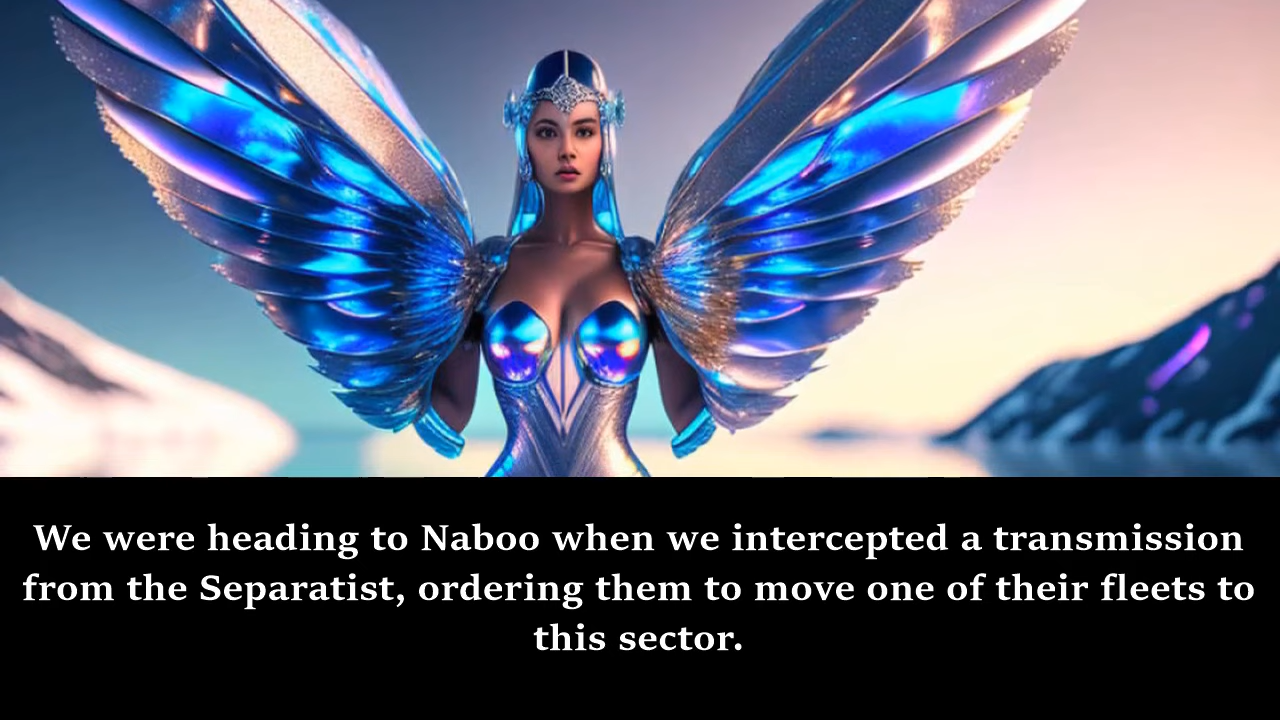 We were heading to Naboo when we intercepted a transmission
from the Separatist, ordering them to move one of their fleets to
this sector.